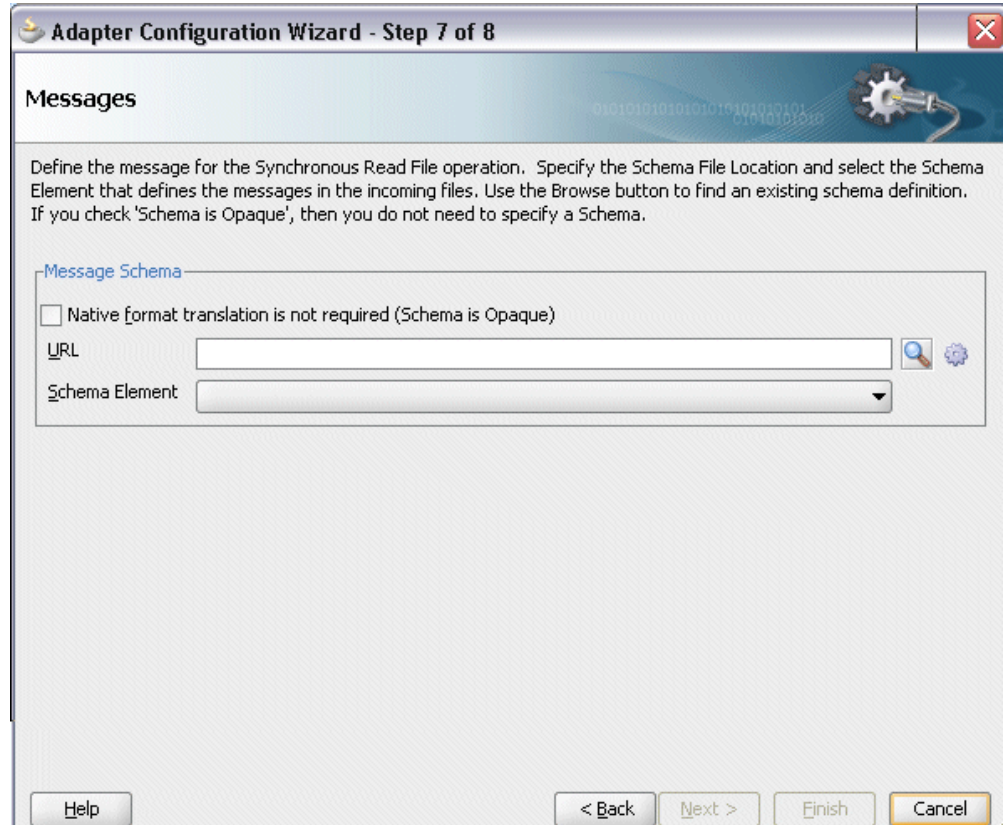 Adapter Configuration Wizard - Step 7 of 8
Messages
0101010101010101010101010101
01010101010
Define the message for the Synchronous Read File operation. Specify the Schema File Location and select the Schema
Element that defines the messages in the incoming files. Use the Browse button to find an existing schema definition.
If you check 'Schema is Opaque', then you do not need to specify a Schema.
Message Schema
Native format translation is not required (Schema is Opaque)
URL
Schema Element
Help
< Back
Next >
Finish
Cancel